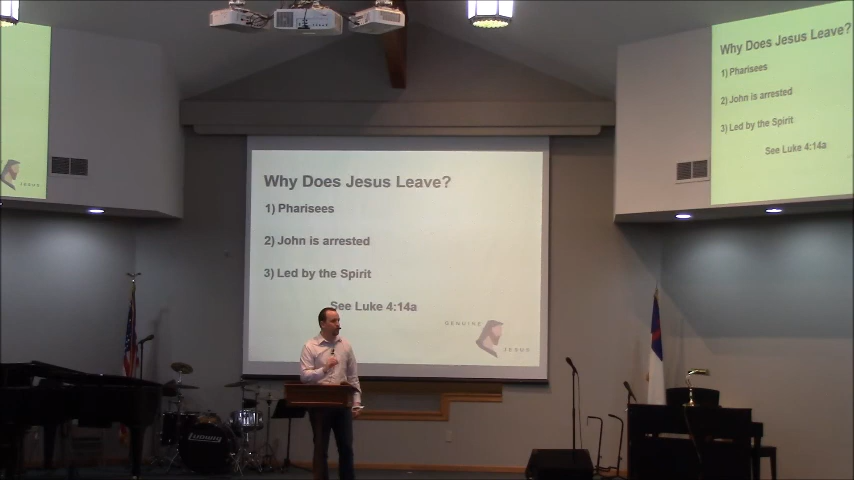 Why Does Jesus Leave?
1) Pharisees
2) John is arrested
3) Led by the Spirit
See Luke 4:14a
GENUINE
JESUS
Why Does Jesus Leave?
1) Pharisees
2) John is arrested
3) Led by the Spirit
See Luke 4:14a
JESUS
Ludwig